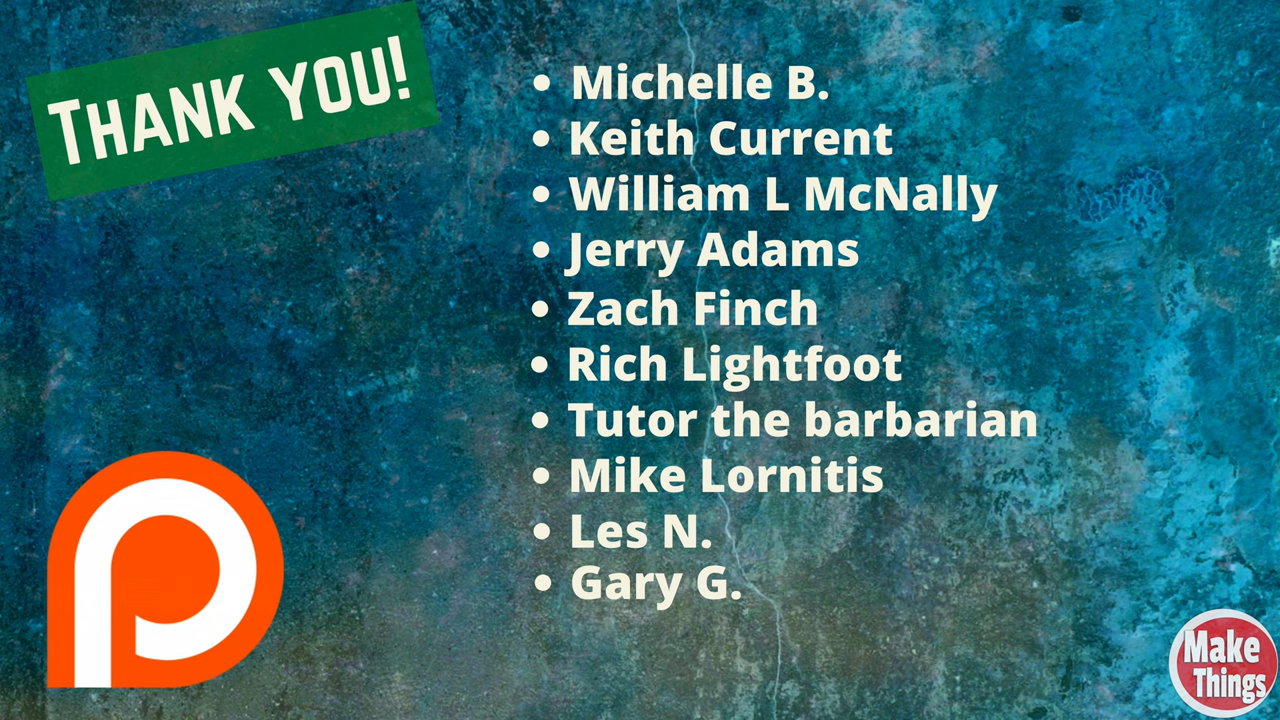 THANK YOU!
• Michelle B.
• Keith Current
• William L McNally
• Jerry Adams
• Zach Finch
• Rich Lightfoot
• Tutor the barbarian
• Mike Lornitis
• Les N.
• Gary G.
Make
Things